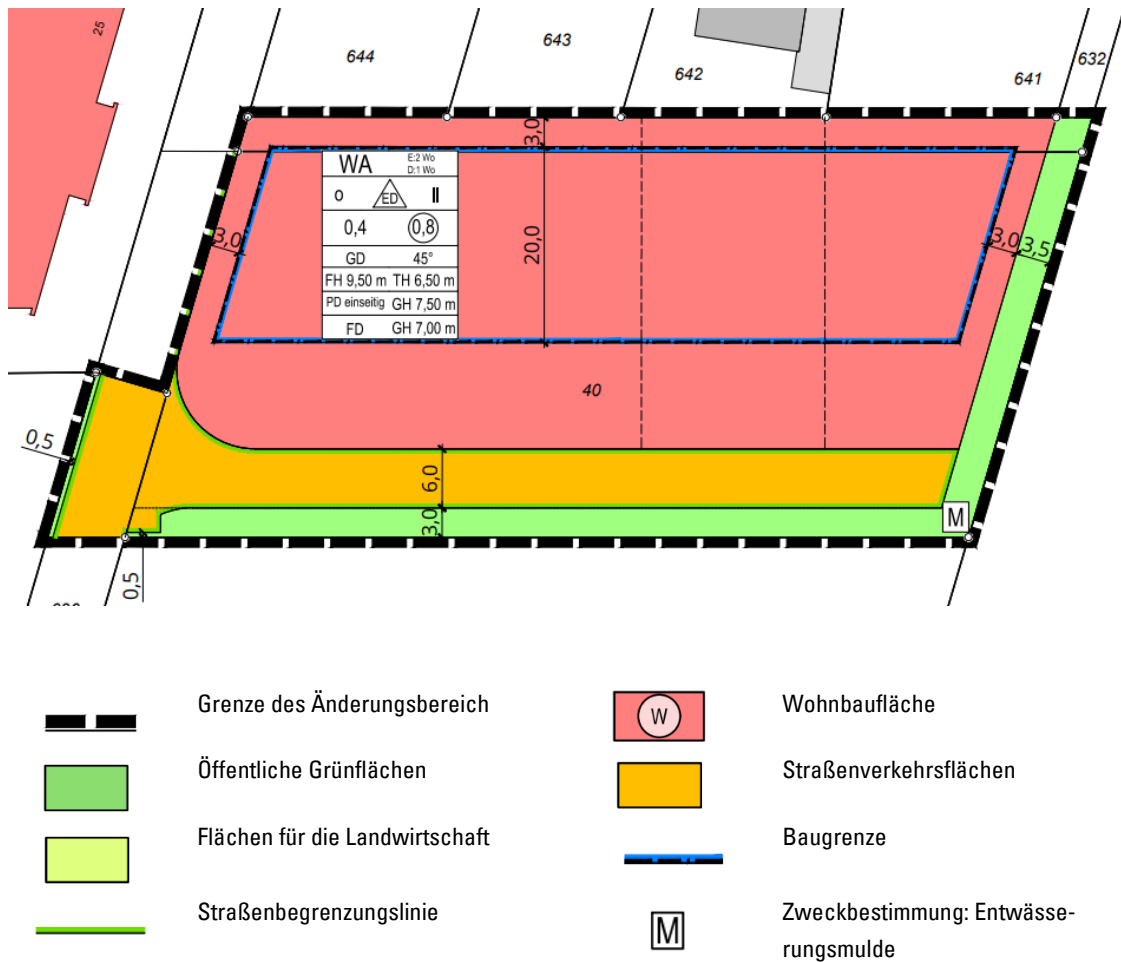 25
644
643
642
641
632
3,0
WA
E:2 Wo
D:1 Wo
o
ED
II
0,4
0,8
GD
45°
FH 9,50 m
TH 6,50 m
PD einseitig
GH 7,50 m
FD
GH 7,00 m
3,0
20,0
3,0
3,5
40
0,5
6,0
3,0
M
0,5
Grenze des Änderungsbereich
W
Wohnbaufläche
Öffentliche Grünflächen
Straßenverkehrsflächen
Flächen für die Landwirtschaft
Baugrenze
Straßenbegrenzungslinie
M
Zweckbestimmung: Entwässe-
rungsmulde